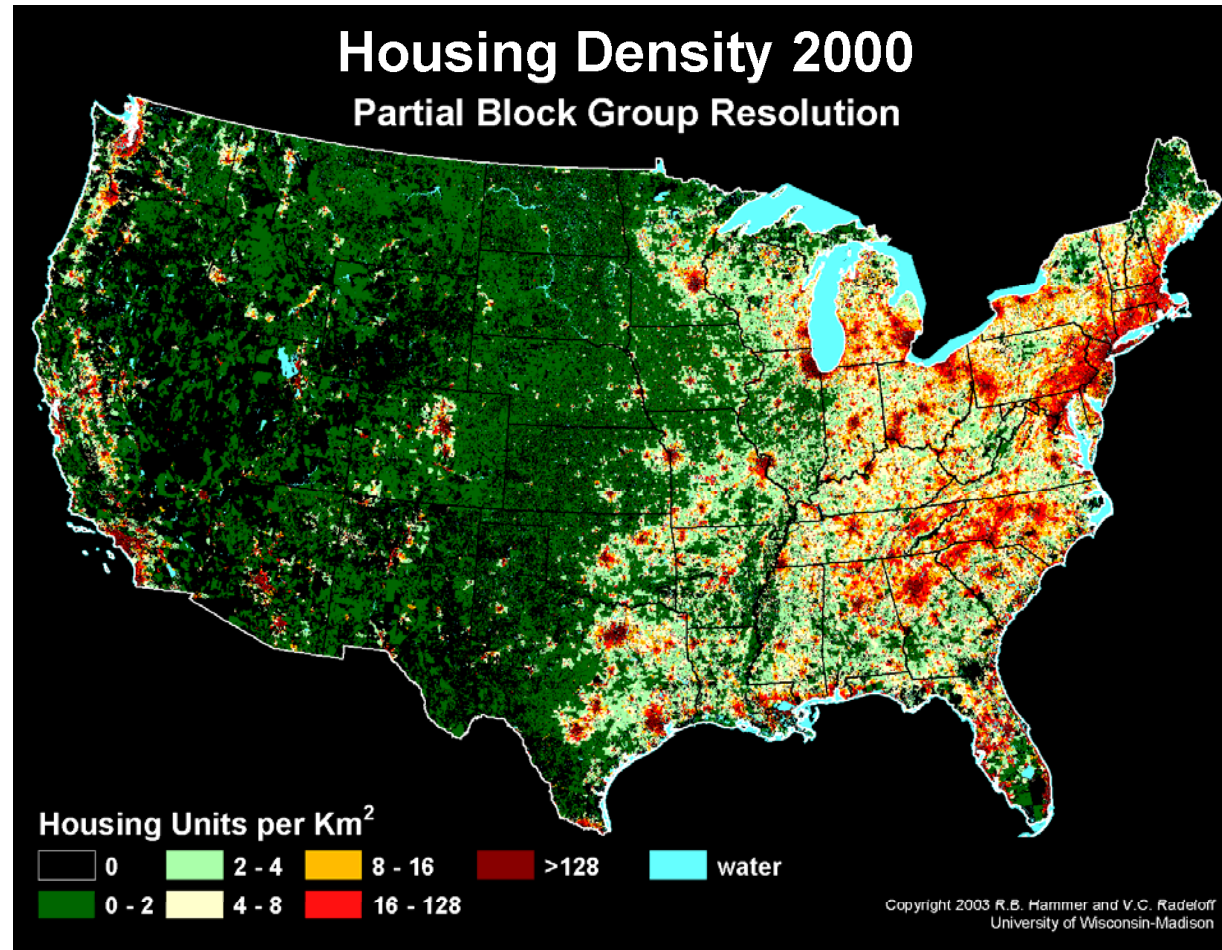 Housing Density 2000
Partial Block Group Resolution
Housing Units per Km²
0 2 - 4 8 - 16 >128 water
0 - 2 4 - 8 16 - 128
Copyright 2003 R.B. Hammer and V.C. Radeloff
University of Wisconsin-Madison